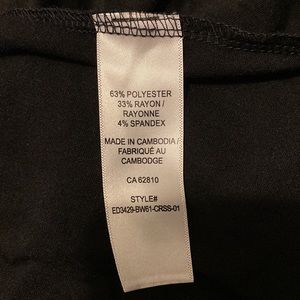 63% POLYESTER
33% RAYON /
RAYONNE
4% SPANDEX
MADE IN CAMBODIA /
FABRIQUÉ AU
CAMBODGE
CA 62810
STYLE#
ED3429-BW61-CRSS-01